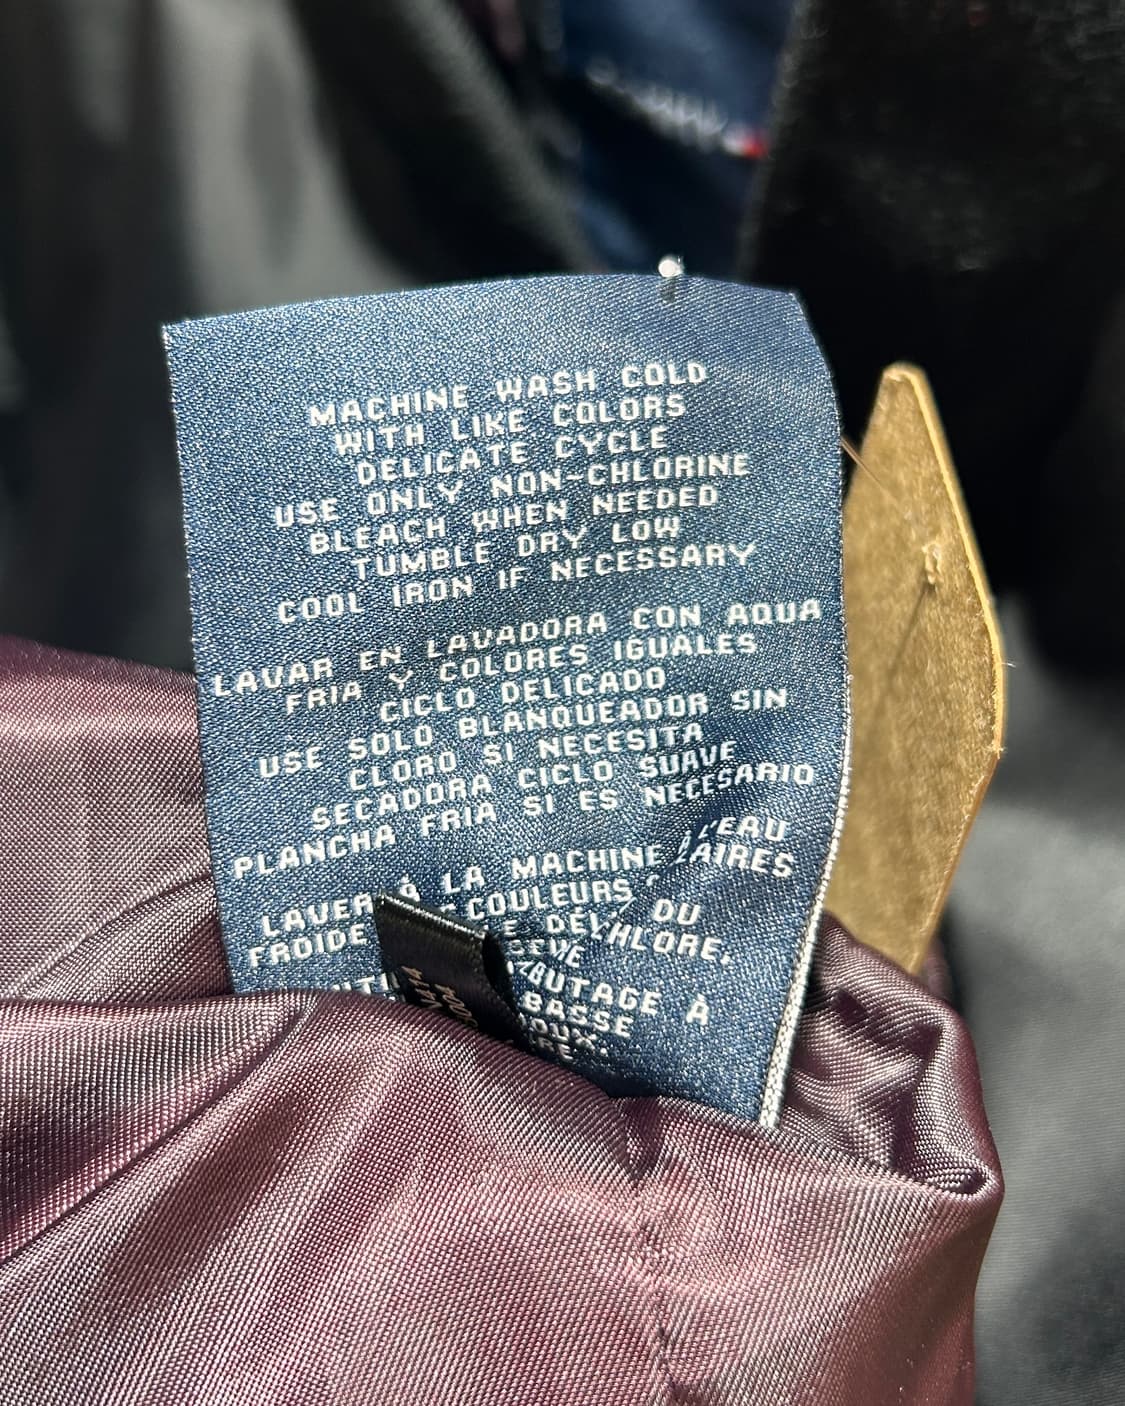 MACHINE WASH COLD
WITH LIKE COLORS
DELICATE CYCLE
USE ONLY NON-CHLORINE
BLEACH WHEN NEEDED
TUMBLE DRY LOW
COOL IRON IF NECESSARY
LAVAR EN LAVADORA CON AQUA
FRIA Y COLORES IGUALES
CICLO DELICADO
USE SOLO BLANQUEADOR SIN
CLORO SI NECESITA
SECADORA CICLO SUAVE
PLANCHA FRIA SI ES NECESARIO
LAVER À LA MACHINE À L'EAU
FROIDE COULEURS
DU
À
BASSE